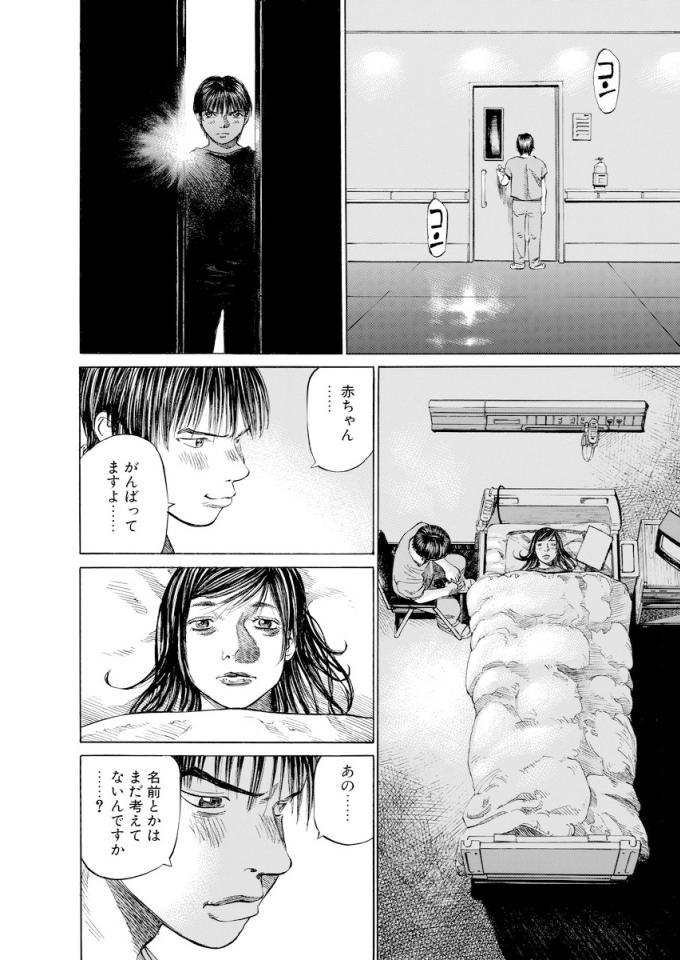 コン
コン
赤ちゃん
……
がんばって
ますよ……
あの……
名前とかは
まだ考えて
ないんですか
……？